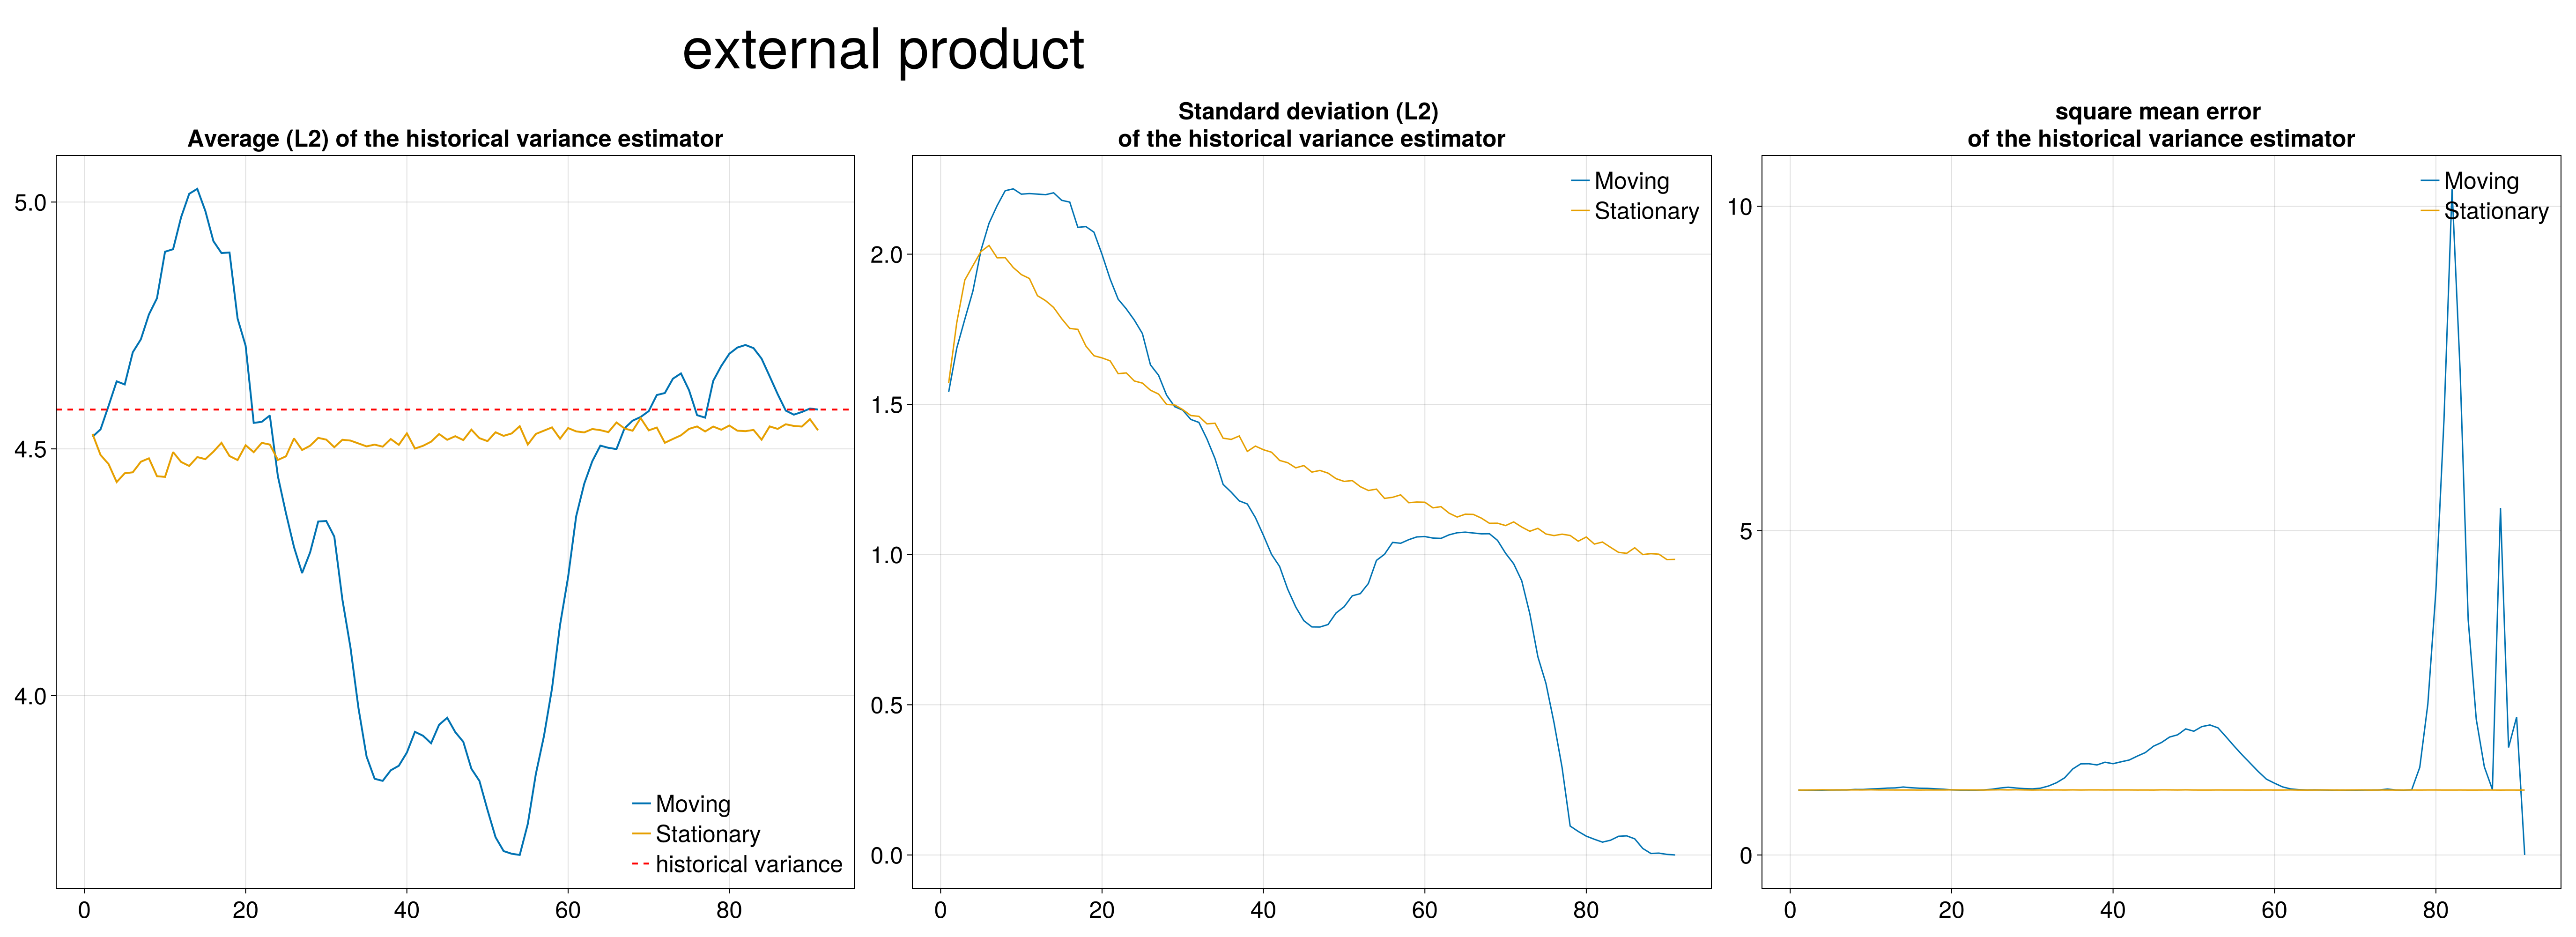 external product
Average (L2) of the historical variance estimator
5.0
4.5
4.0
0 20 40 60 80
Moving
Stationary
historical variance
Standard deviation (L2)
of the historical variance estimator
2.0
1.5
1.0
0.5
0.0
0 20 40 60 80
Moving
Stationary
square mean error
of the historical variance estimator
10
5
0
0 20 40 60 80
Moving
Stationary